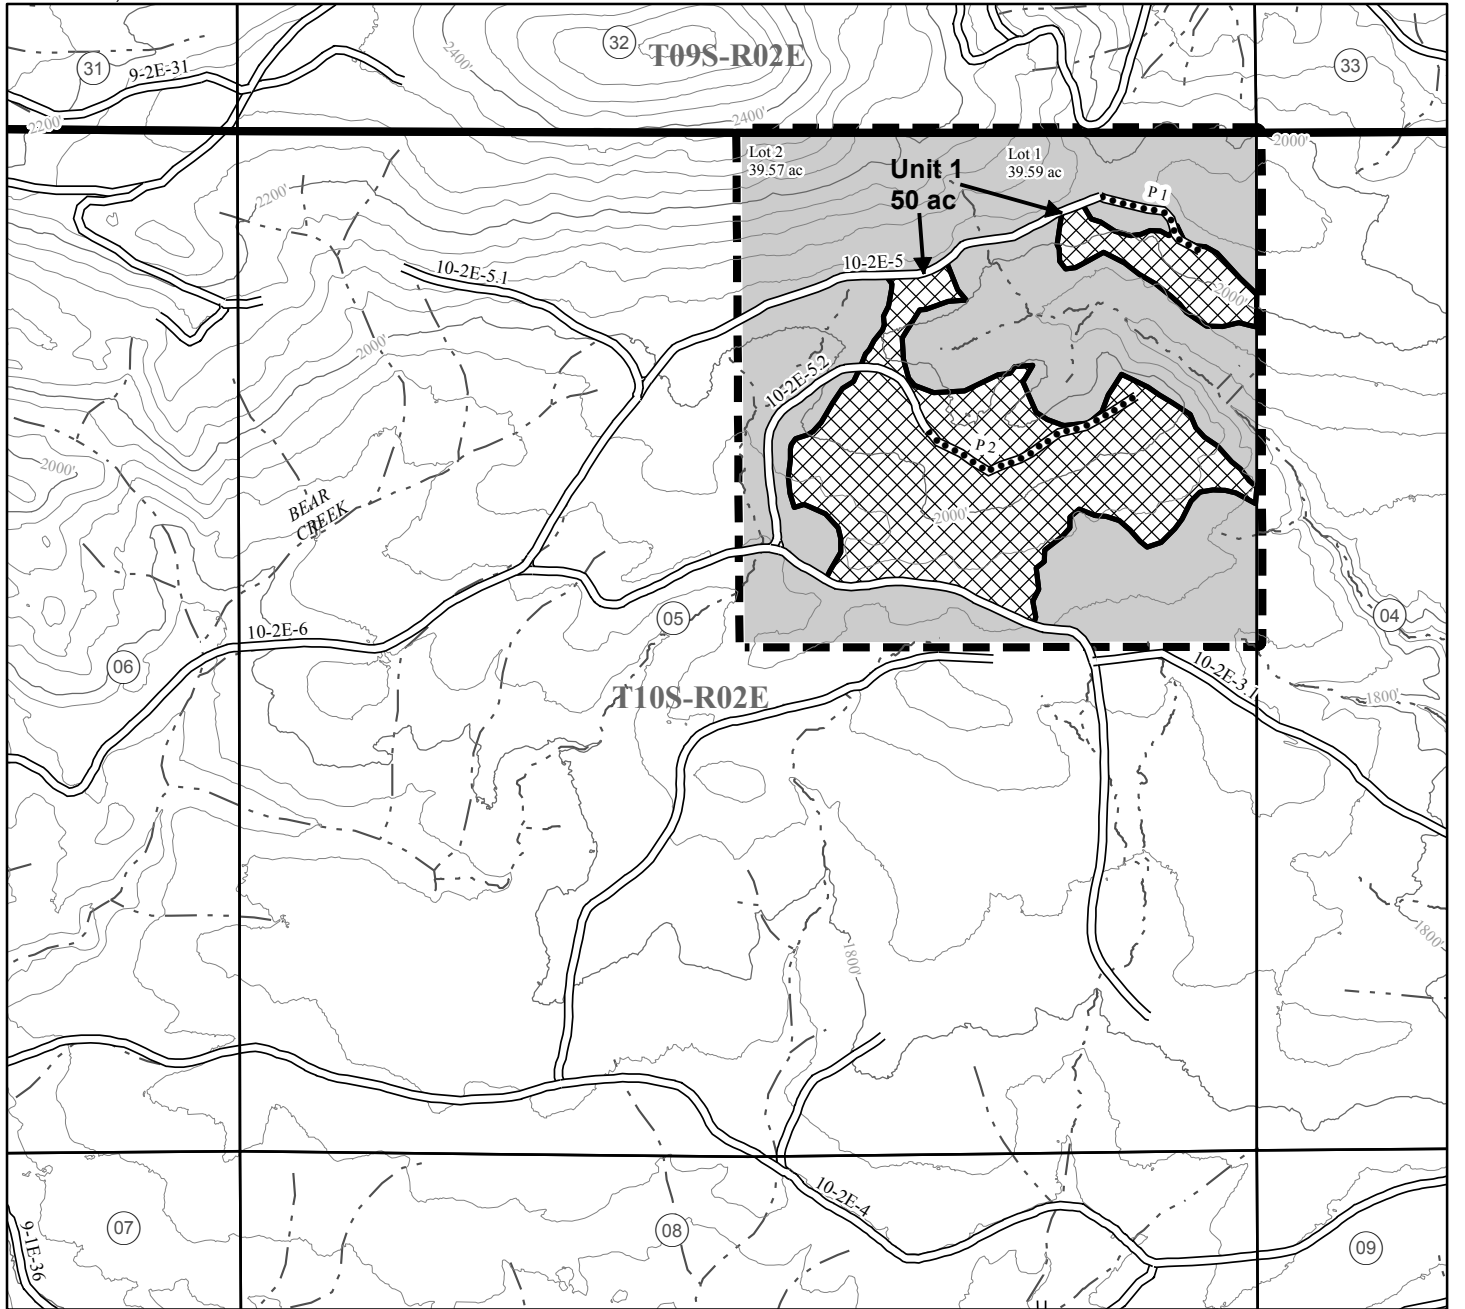 32
T09S-R02E
31
9-2E-31
33
2400'
2400'
2200'
2000'
Lot 2
39.57 ac
Lot 1
39.59 ac
Unit 1
50 ac
P 1
2200'
10-2E-5
10-2E-5.1
2000'
2000'
10-2E-5.2
P 2
2000'
2000'
BEAR
CREEK
05
04
10-2E-6
06
10-2E-3.1
T10S-R02E
1800'
1800'
1800'
10-2E-4
07
08
09
9-1E-36